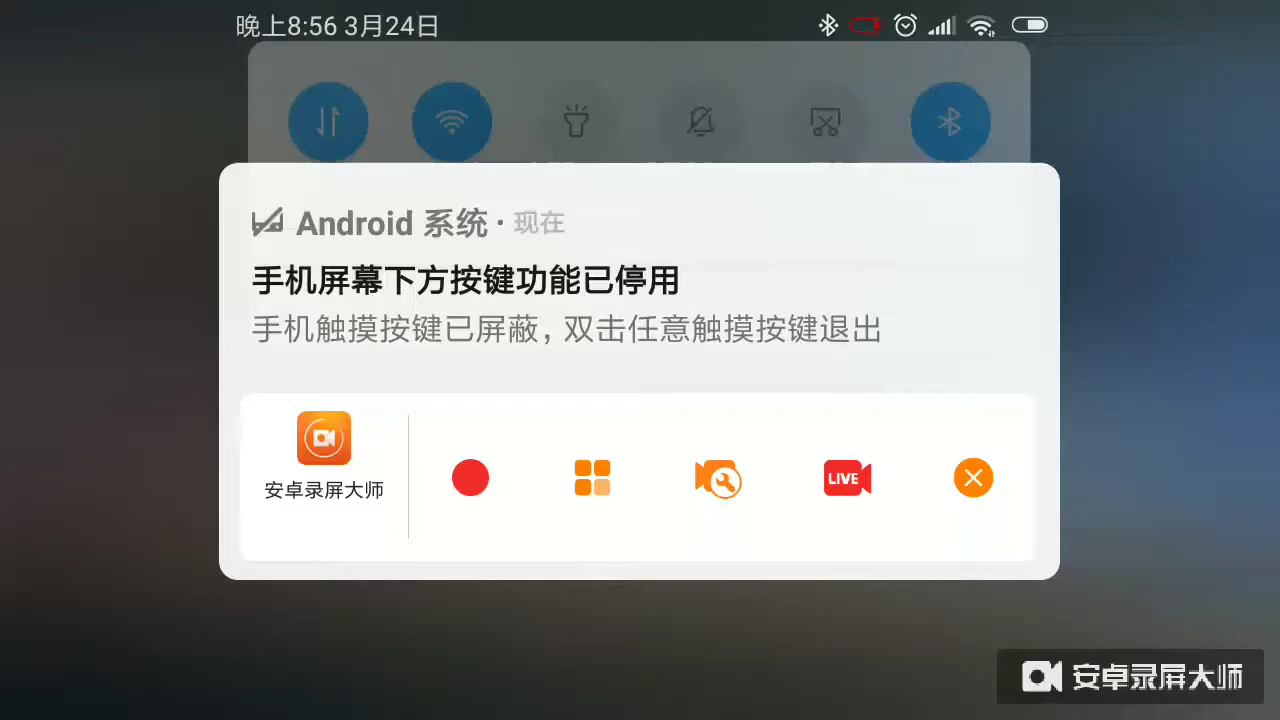 晚上8:56 3月24日
Android 系统 · 现在
手机屏幕下方按键功能已停用
手机触摸按键已屏蔽，双击任意触摸按键退出
安卓录屏大师
LIVE
安卓录屏大师